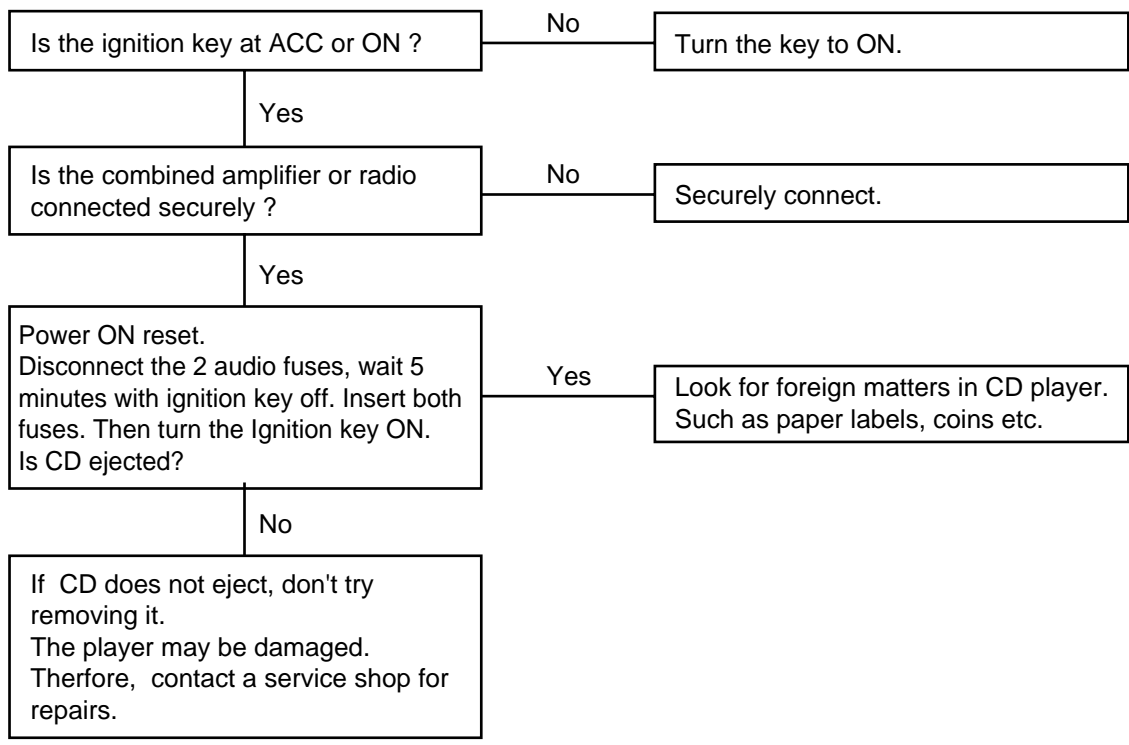 Is the ignition key at ACC or ON ?
No
Turn the key to ON.
Yes
Is the combined amplifier or radio
connected securely ?
No
Securely connect.
Yes
Power ON reset.
Disconnect the 2 audio fuses, wait 5
minutes with ignition key off. Insert both
fuses. Then turn the Ignition key ON.
Is CD ejected?
Yes
Look for foreign matters in CD player.
Such as paper labels, coins etc.
No
If CD does not eject, don't try
removing it.
The player may be damaged.
Therfore, contact a service shop for
repairs.